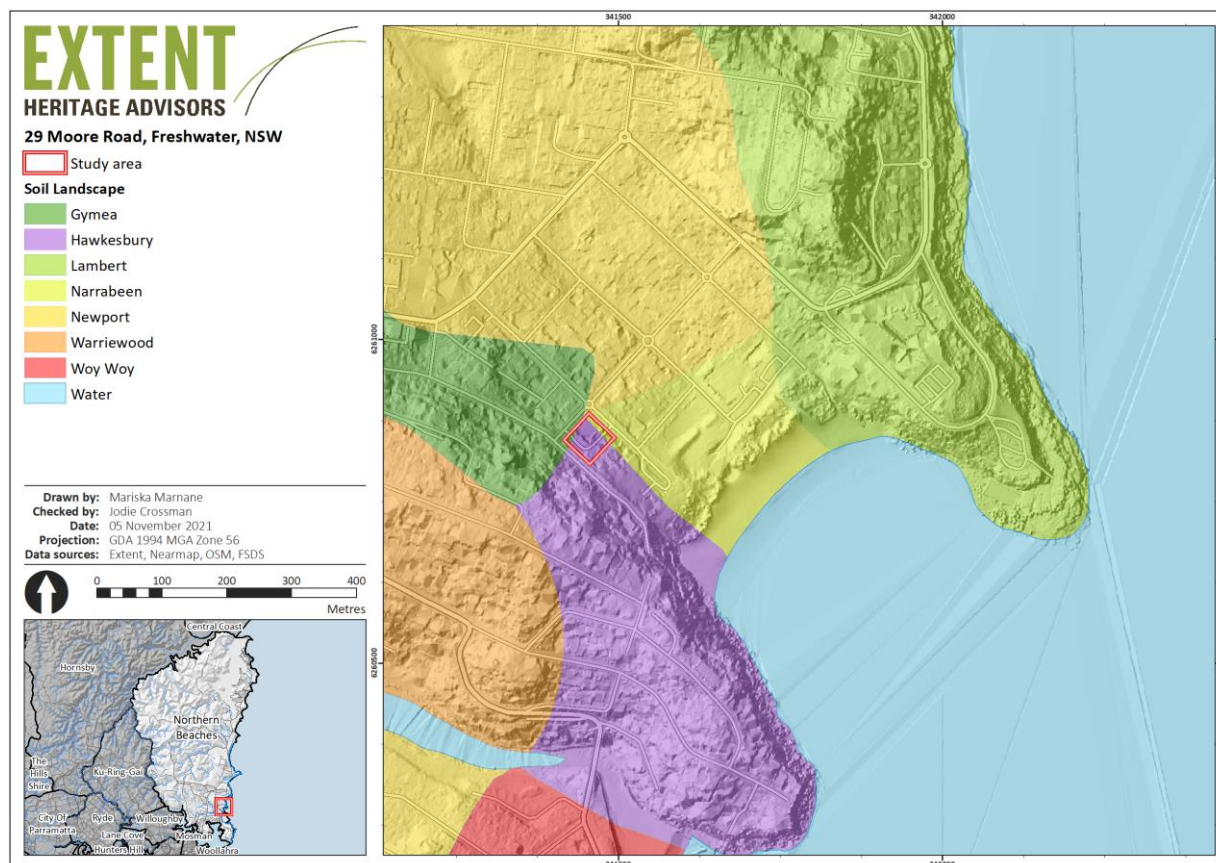 EXTENT
HERITAGE ADVISORS
29 Moore Road, Freshwater, NSW
Study area
Soil Landscape
Gymea
Hawkesbury
Lambert
Narrabeen
Newport
Warriewood
Woy Woy
Water
Drawn by: Mariska Marnane
Checked by: Jodie Crossman
Date: 05 November 2021
Projection: GDA 1994 MGA Zone 56
Data sources: Extent, Nearmap, OSM, FSDS
0 100 200 300 400
Metres
Central Coast
Hornsby
Northern
Beaches
The
Hills
Shire
Ku-Ring-Gai
City Of
Parramatta
Ryde
Willoughby
Lane Cove
Mosman
Hunters Hill
Woollahra
341500
342000
6261000
6260500